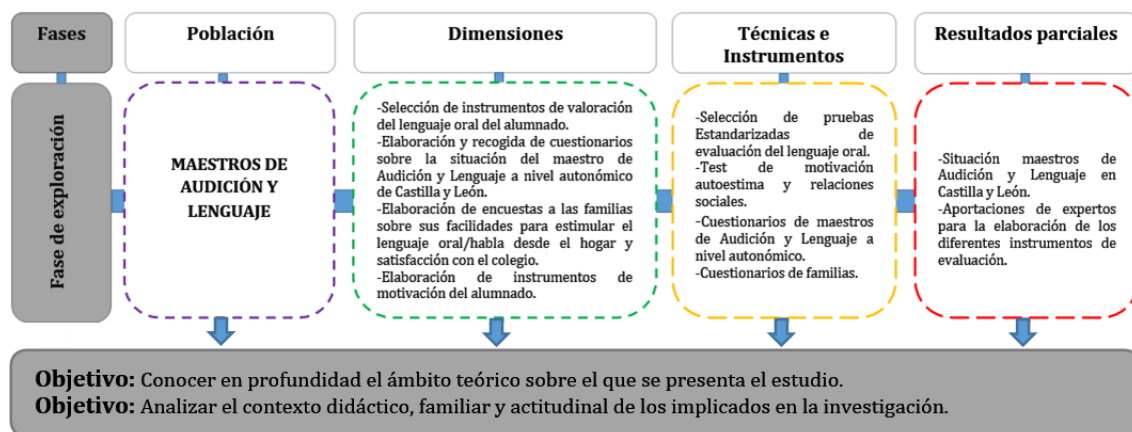 Fases
Población
Dimensiones
Técnicas e
Instrumentos
Resultados parciales
Fase de exploración
MAESTROS DE
AUDICIÓN Y
LENGUAJE
-Selección de instrumentos de valoración
del lenguaje oral del alumnado.
-Elaboración y recogida de cuestionarios
sobre la situación del maestro de
Audición y Lenguaje a nivel autonómico
de Castilla y León.
-Elaboración de encuestas a las familias
sobre sus facilidades para estimular el
lenguaje oral/habla desde el hogar y
satisfacción con el colegio.
-Elaboración de instrumentos de
motivación del alumnado.
-Selección de pruebas
Estandarizadas de
evaluación del lenguaje oral.
-Test de motivación
autoestima y relaciones
sociales.
-Cuestionarios de maestros
de Audición y Lenguaje a
nivel autonómico.
-Cuestionarios de familias.
-Situación maestros de
Audición y Lenguaje en
Castilla y León.
-Aportaciones de expertos
para la elaboración de los
diferentes instrumentos de
evaluación.
Objetivo: Conocer en profundidad el ámbito teórico sobre el que se presenta el estudio.
Objetivo: Analizar el contexto didáctico, familiar y actitudinal de los implicados en la investigación.